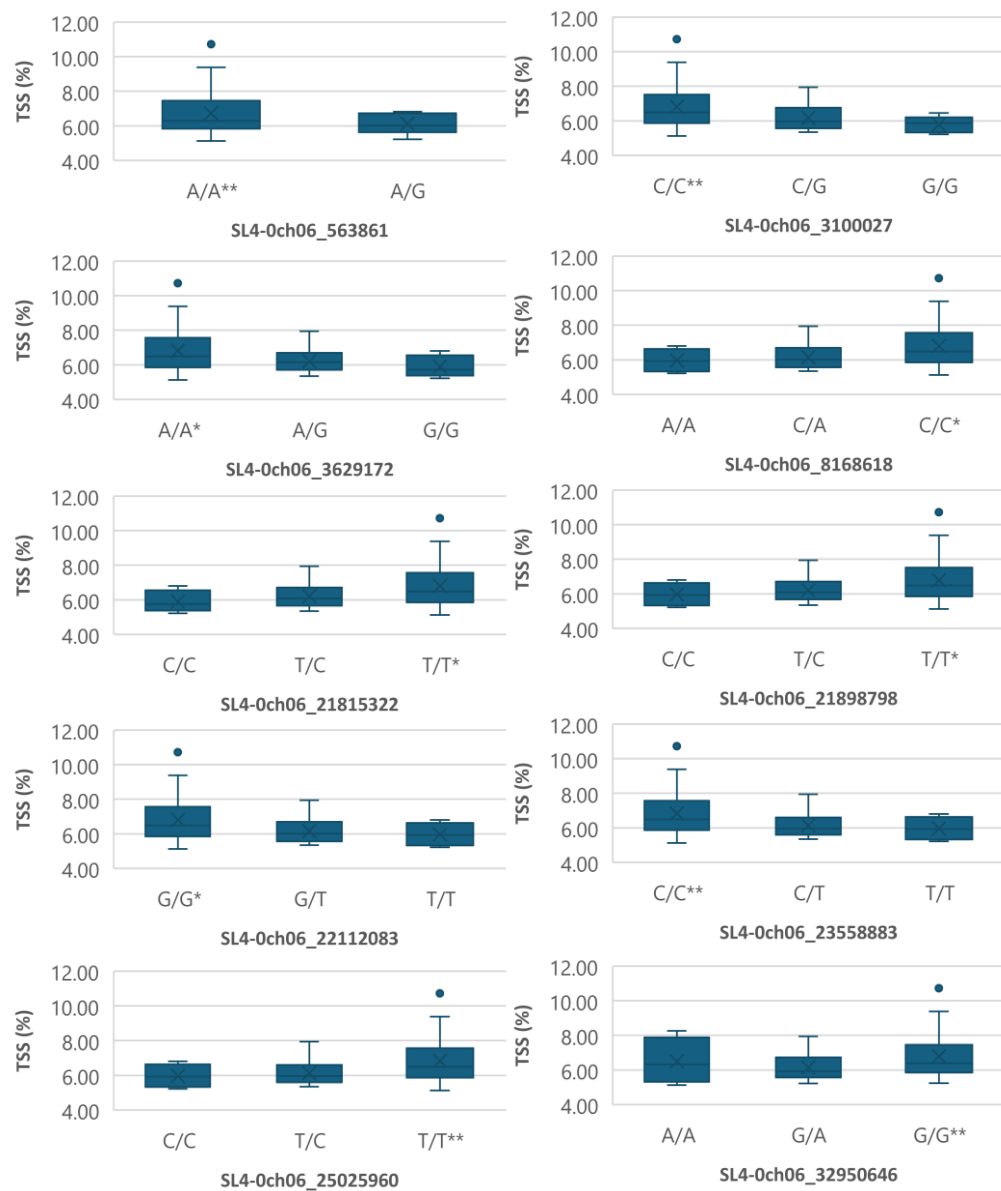 TSS (%)
12.00
10.00
8.00
6.00
4.00
A/A** A/G
SL4-0ch06_563861
TSS (%)
12.00
10.00
8.00
6.00
4.00
C/C** C/G G/G
SL4-0ch06_3100027
TSS (%)
12.00
10.00
8.00
6.00
4.00
A/A* A/G G/G
SL4-0ch06_3629172
TSS (%)
12.00
10.00
8.00
6.00
4.00
A/A C/A C/C*
SL4-0ch06_8168618
TSS (%)
12.00
10.00
8.00
6.00
4.00
C/C T/C T/T*
SL4-0ch06_21815322
TSS (%)
12.00
10.00
8.00
6.00
4.00
C/C T/C T/T*
SL4-0ch06_21898798
TSS (%)
12.00
10.00
8.00
6.00
4.00
G/G* G/T T/T
SL4-0ch06_22112083
TSS (%)
12.00
10.00
8.00
6.00
4.00
C/C** C/T T/T
SL4-0ch06_23558883
TSS (%)
12.00
10.00
8.00
6.00
4.00
C/C T/C T/T**
SL4-0ch06_25025960
TSS (%)
12.00
10.00
8.00
6.00
4.00
A/A G/A G/G**
SL4-0ch06_32950646